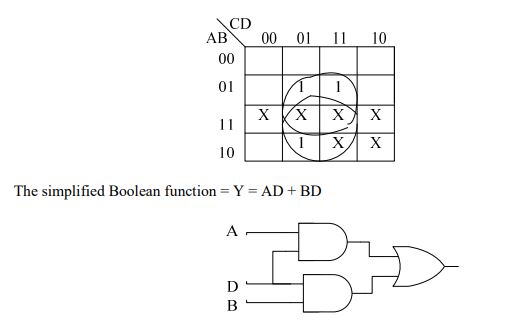 CD
AB 00 01 11 10
00
01 1 1
11 X X X X
10 1 X X
The simplified Boolean function = Y = AD + BD
A
D
B